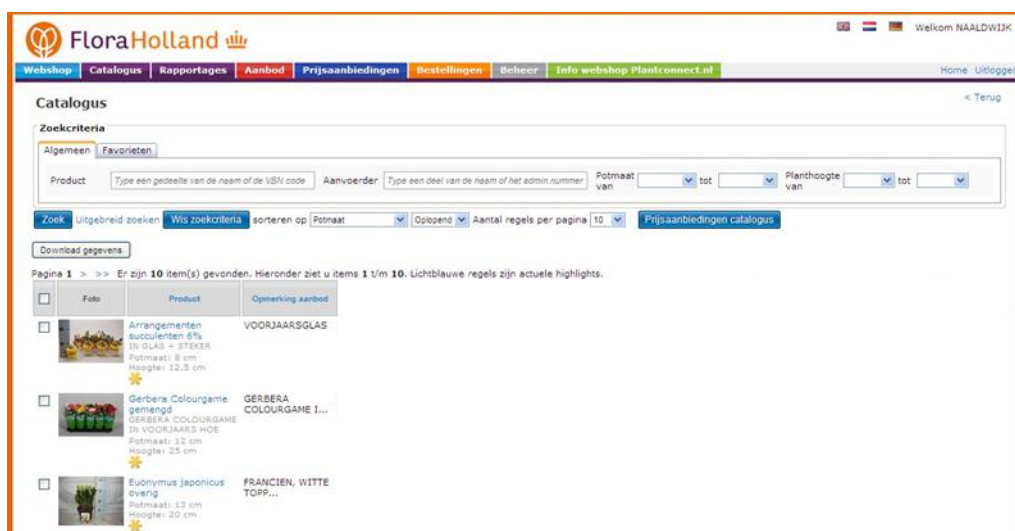 FloraHolland
Welkom NAALDWIJK
Webshop Catalogus Rapportages Aanbod Prijsaanbiedingen Bestellingen Beheer Info webshop Plantconnect.nl Home Uitloggen
Catalogus
< Terug
Zoekcriteria
Algemeen Favorieten
Product Type een gedeelte van de naam of de VBN code Aanvoerder Type een deel van de naam of het admin.nummer Potmaat van tot Planthoogte van tot
Zoek Uitgebreid zoeken Wis zoekcriteria sorteren op Potmaat Oplopend Aantal regels per pagina 10 Prijsaanbiedingen catalogus
Download gegevens
Pagina 1 > >> Er zijn 10 item(s) gevonden. Hieronder ziet u items 1 t/m 10. Lichtblauwe regels zijn actuele highlights.
Foto Product Opmerking aanbod
Arrangementen VOORJAARSGLAS
succulenten 6%
IN GLAS + STEKER
Potmaat: 8 cm
Hoogte: 12,5 cm
Gerbera Colourgame GERBERA
gemengd COLOURGAME I...
GERBERA COLOURGAME
IN VOORJAARS HOE
Potmaat: 12 cm
Hoogte: 25 cm
Euonymus japonicus FRANCIEN, WITTE
overig TOPP...
Potmaat: 13 cm
Hoogte: 20 cm